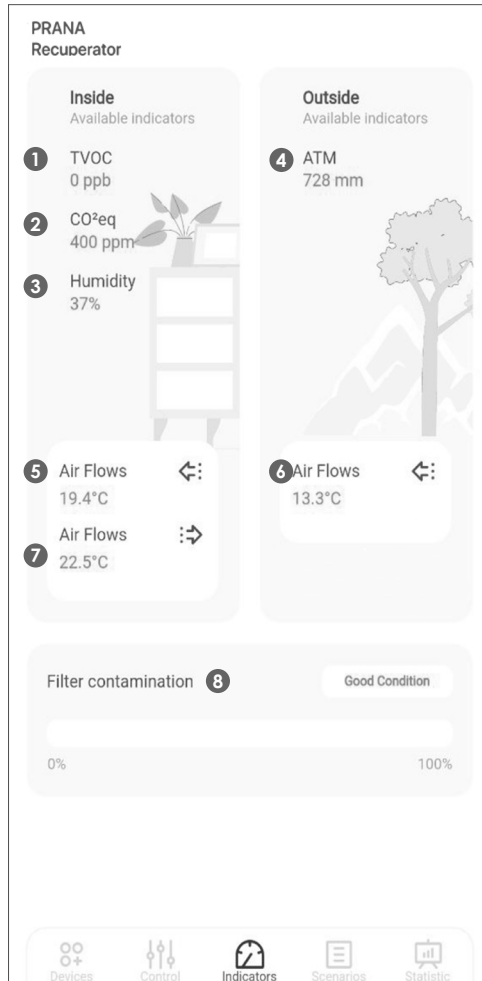 PRANA
Recuperator
Inside
Available indicators
1 TVOC
0 ppb
2 CO²eq
400 ppm
3 Humidity
37%
Outside
Available indicators
4 ATM
728 mm
5 Air Flows
19.4°C
Air Flows
7 22.5°C
6 Air Flows
13.3°C
Filter contamination 8 Good Condition
0% 100%
Devices Control Indicators Scenarios Statistic